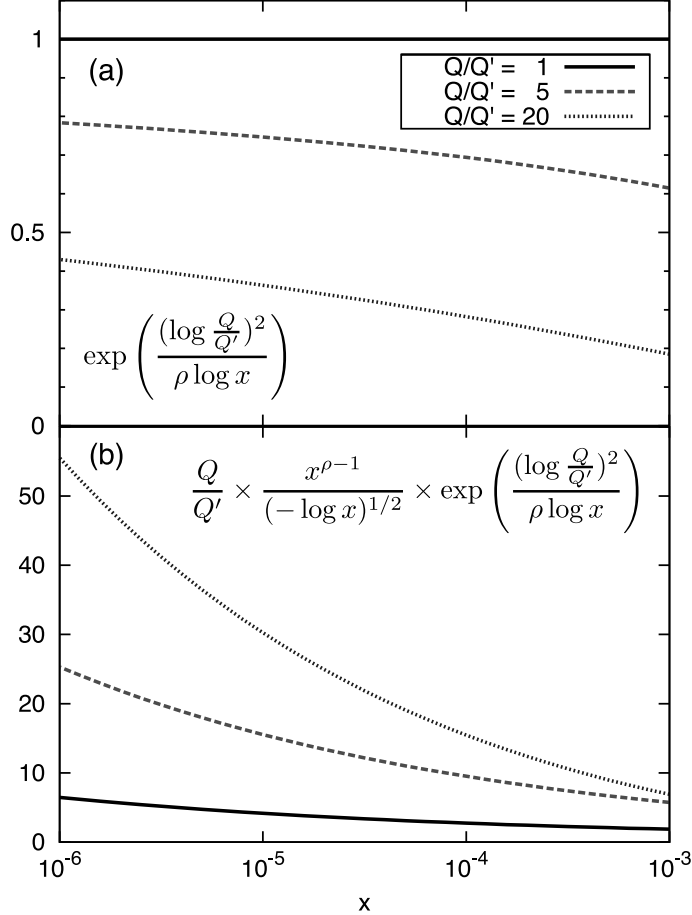 1
(a)
Q/Q' = 1
Q/Q' = 5
Q/Q' = 20
0.5
exp ( (log Q/Q′)² / ρ log x )
0
(b)
Q/Q′ × x^{ρ−1} / (− log x)^{1/2} × exp ( (log Q/Q′)² / ρ log x )
50
40
30
20
10
0
10⁻⁶ 10⁻⁵ 10⁻⁴ 10⁻³
x